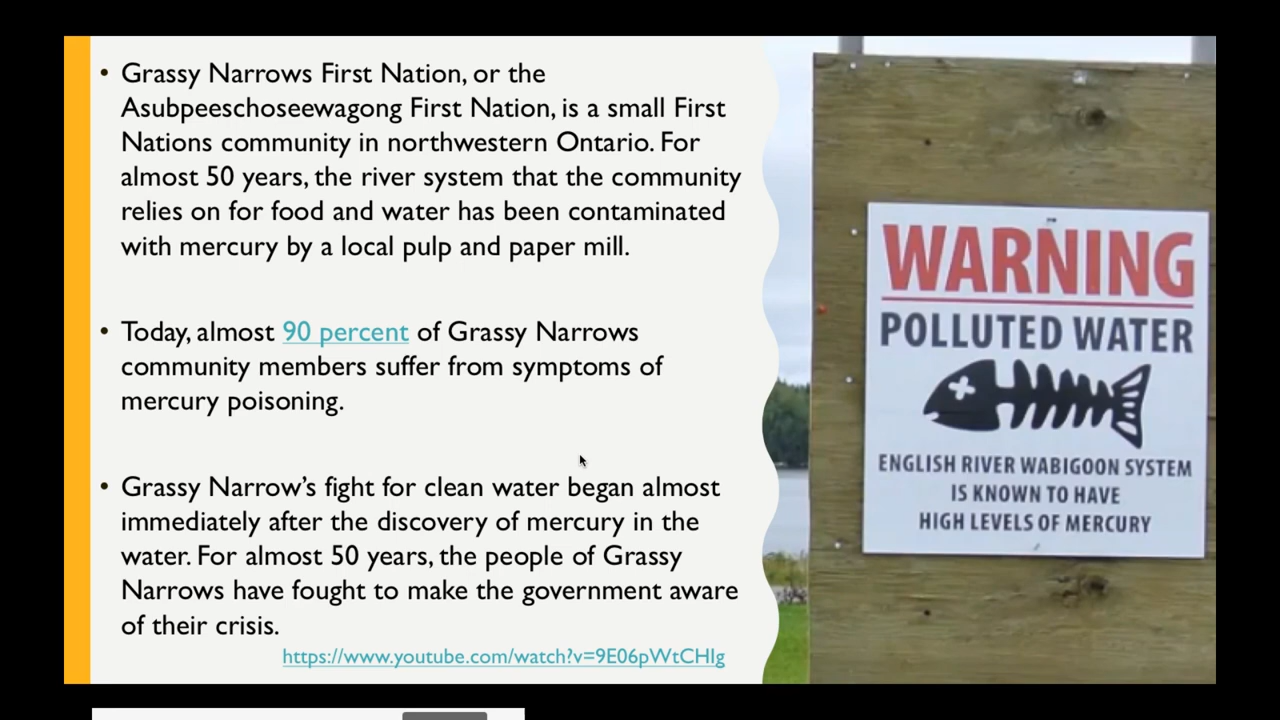 • Grassy Narrows First Nation, or the
Asubpeeschoseewagong First Nation, is a small First
Nations community in northwestern Ontario. For
almost 50 years, the river system that the community
relies on for food and water has been contaminated
with mercury by a local pulp and paper mill.
• Today, almost 90 percent of Grassy Narrows
community members suffer from symptoms of
mercury poisoning.
• Grassy Narrow’s fight for clean water began almost
immediately after the discovery of mercury in the
water. For almost 50 years, the people of Grassy
Narrows have fought to make the government aware
of their crisis.
https://www.youtube.com/watch?v=9E06pWtCHIg
WARNING
POLLUTED WATER
ENGLISH RIVER WABIGOON SYSTEM
IS KNOWN TO HAVE
HIGH LEVELS OF MERCURY